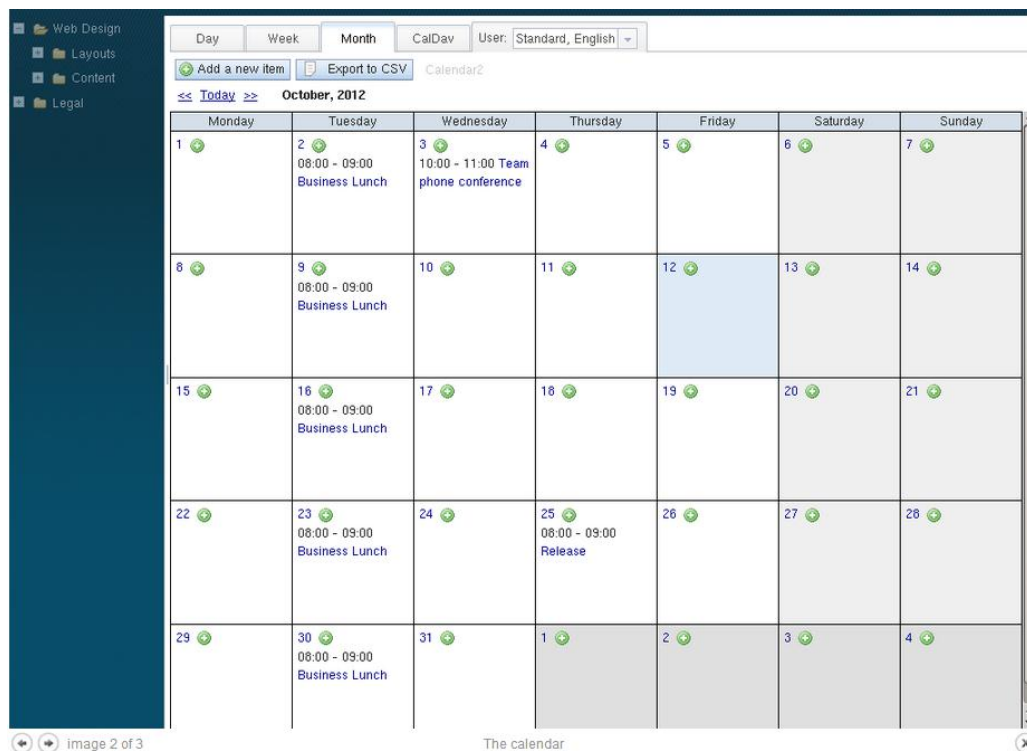 Web Design
Layouts
Content
Legal
Day Week Month CalDav User: Standard, English
Add a new item Export to CSV Calendar2
<< Today >> October, 2012
Monday Tuesday Wednesday Thursday Friday Saturday Sunday
1 2 3 4 5 6 7
08:00 - 09:00 10:00 - 11:00 Team
Business Lunch phone conference
8 9 10 11 12 13 14
08:00 - 09:00
Business Lunch
15 16 17 18 19 20 21
08:00 - 09:00
Business Lunch
22 23 24 25 26 27 28
08:00 - 09:00 08:00 - 09:00
Business Lunch Release
29 30 31 1 2 3 4
08:00 - 09:00
Business Lunch
image 2 of 3 The calendar